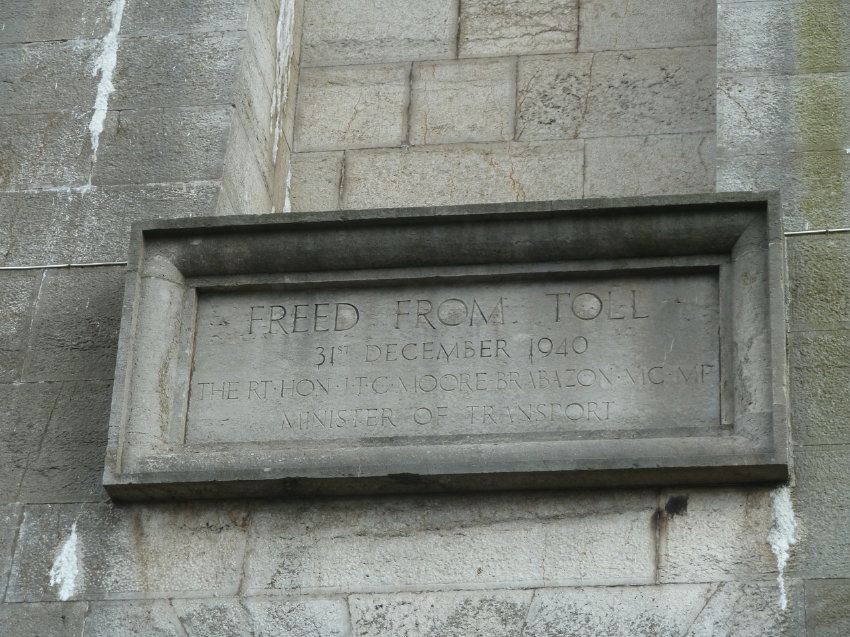 FREED FROM TOLL
31ST DECEMBER 1940
THE RT·HON·J·T·C·MOORE BRABAZON·MC·MP
MINISTER OF TRANSPORT